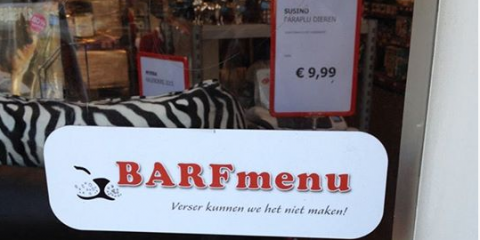 SUSINO
PARAPLU DIEREN
€ 9,99
BARFmenu
Verser kunnen we het niet maken!